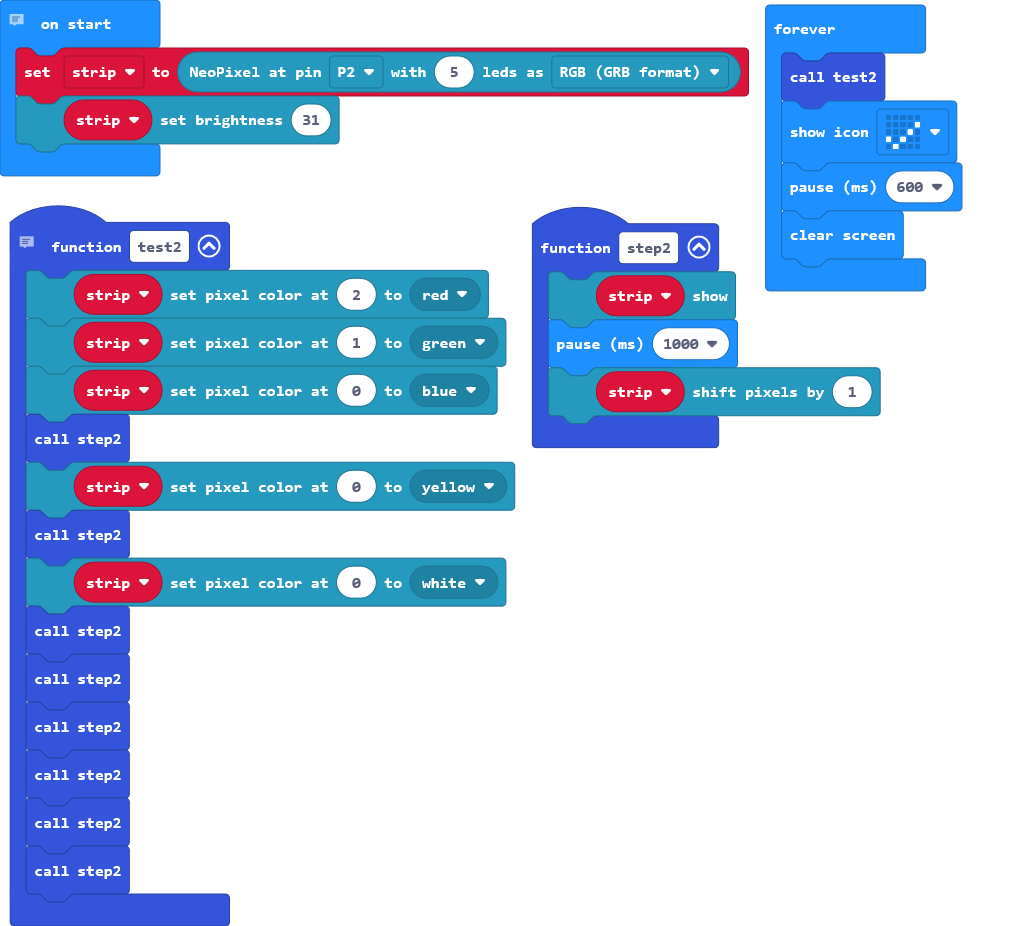 on start
set strip to NeoPixel at pin P2 with 5 leds as RGB (GRB format)
strip set brightness 31
forever
call test2
show icon
pause (ms) 600
clear screen
function test2
strip set pixel color at 2 to red
strip set pixel color at 1 to green
strip set pixel color at 0 to blue
call step2
strip set pixel color at 0 to yellow
call step2
strip set pixel color at 0 to white
call step2
call step2
call step2
call step2
call step2
call step2
function step2
strip show
pause (ms) 1000
strip shift pixels by 1